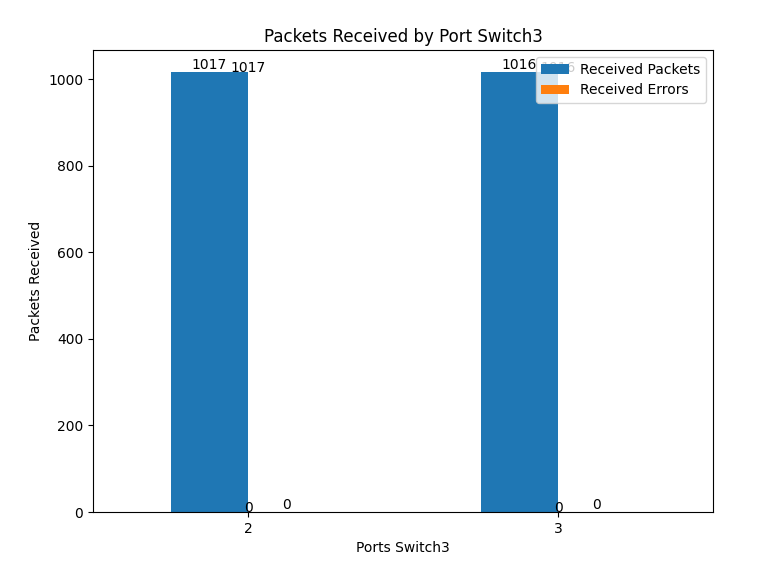 Packets Received by Port Switch3
1017 1017 1016 1016
Received Packets
Received Errors
1000
800
600
400
200
0
Packets Received
0 0 0 0
2 3
Ports Switch3